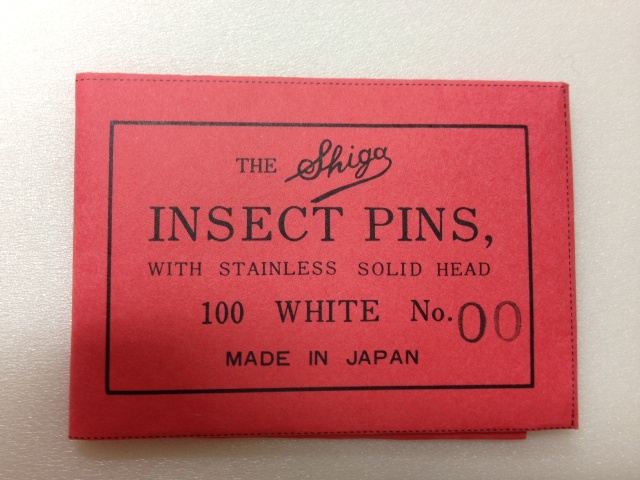 THE Shiga
INSECT PINS,
WITH STAINLESS SOLID HEAD
100 WHITE No. 00
MADE IN JAPAN